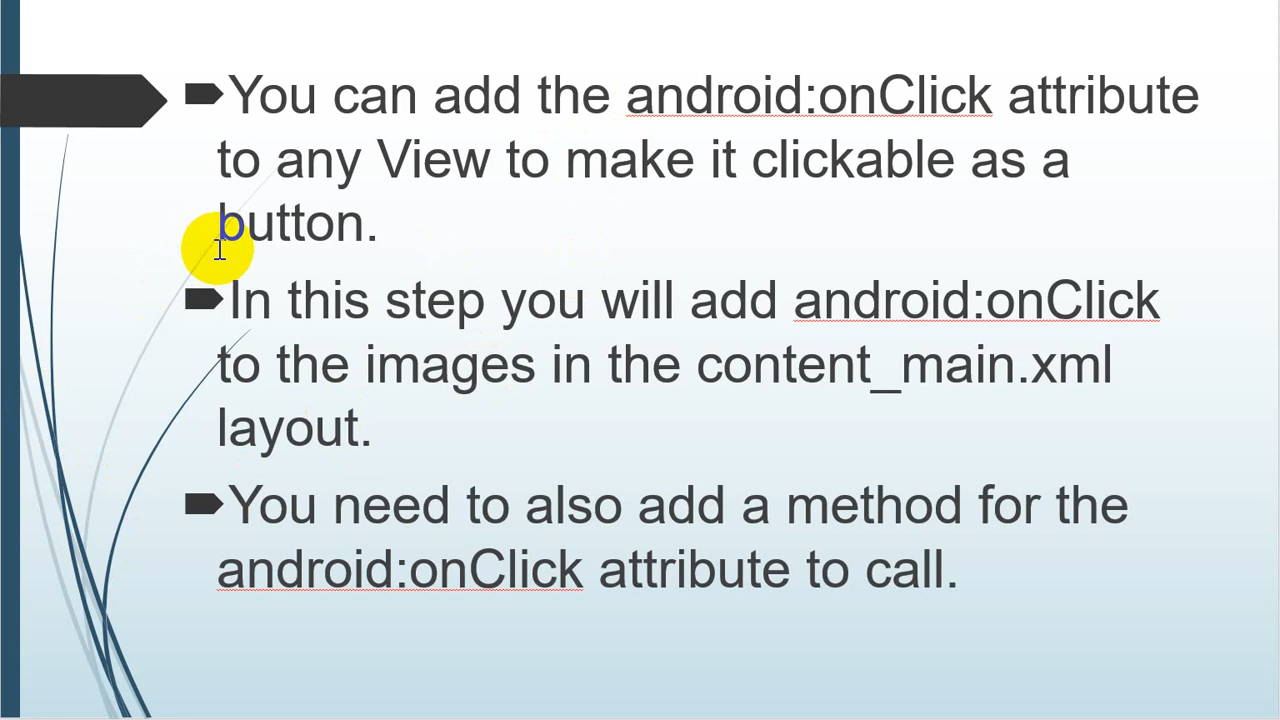 You can add the android:onClick attribute
to any View to make it clickable as a
button.
In this step you will add android:onClick
to the images in the content_main.xml
layout.
You need to also add a method for the
android:onClick attribute to call.